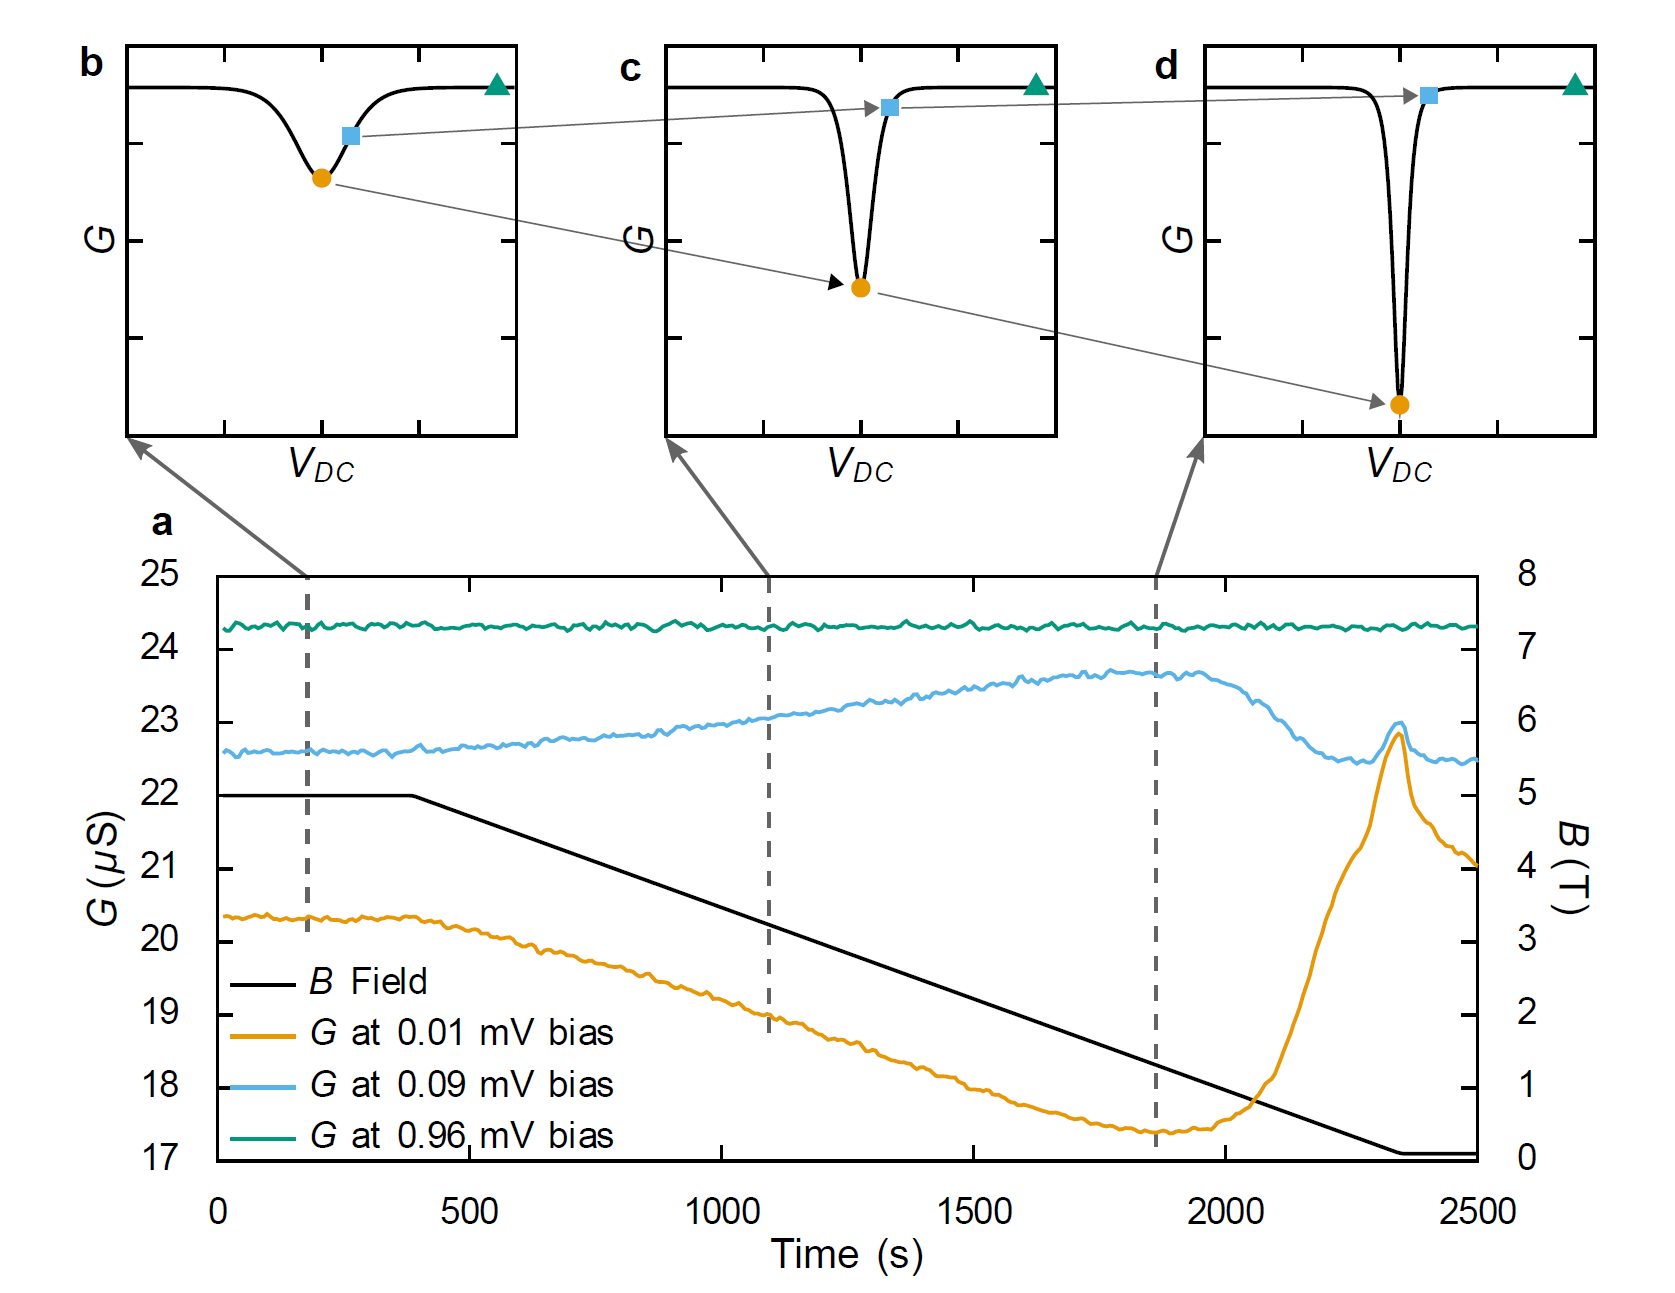 b
c
d
G
G
G
V_DC
V_DC
V_DC
a
25
24
23
22
21
20
19
18
17
G (μS)
8
7
6
5
4
3
2
1
0
B (T)
B Field
G at 0.01 mV bias
G at 0.09 mV bias
G at 0.96 mV bias
0 500 1000 1500 2000 2500
Time (s)